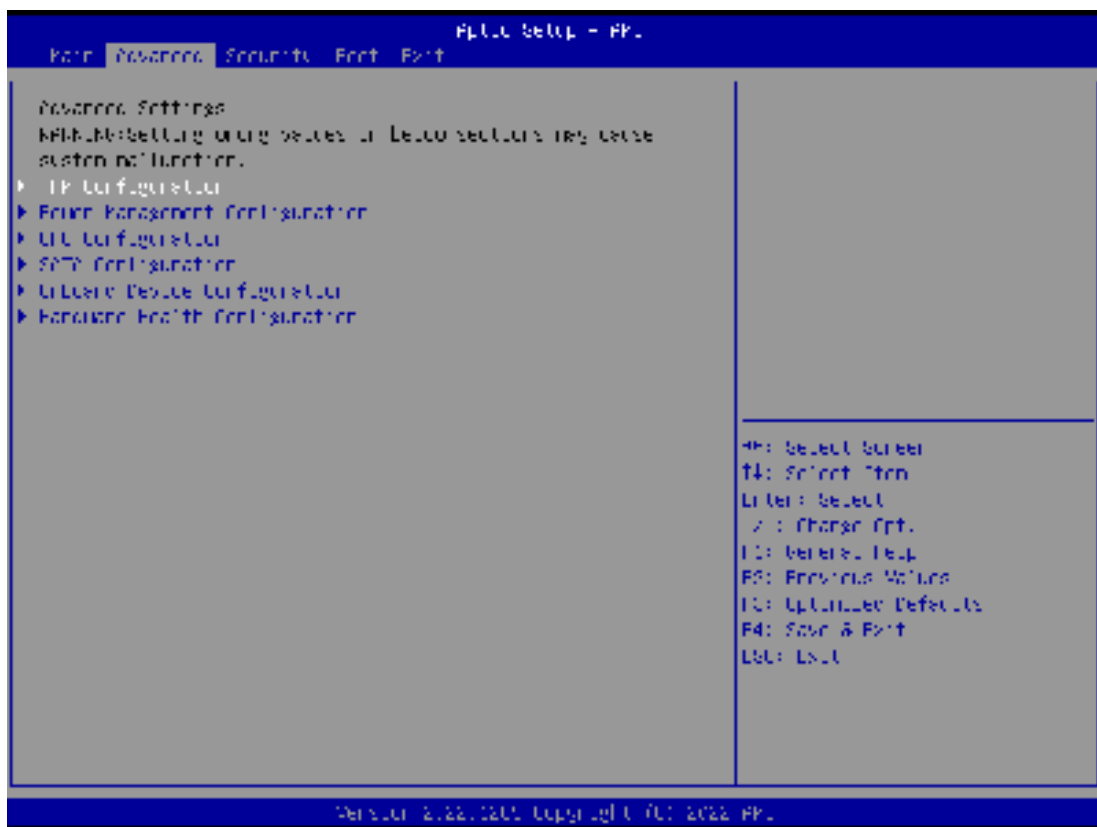 Aptio Setup - AMI
Main Advanced Security Boot Exit
Advanced Settings
WARNING:Setting wrong values in below sections may cause
system malfunction.
Configuration
Power Management Configuration
CPU Configuration
SATA Configuration
OnBoard Device Configuration
Hardware Health Configuration
→←: Select Screen
↑↓: Select Item
Enter: Select
Change Opt.
F1: General Help
F2: Previous Values
F3: Optimized Defaults
F4: Save & Exit
ESC: Exit
Version Copyright (C) 2022 AMI